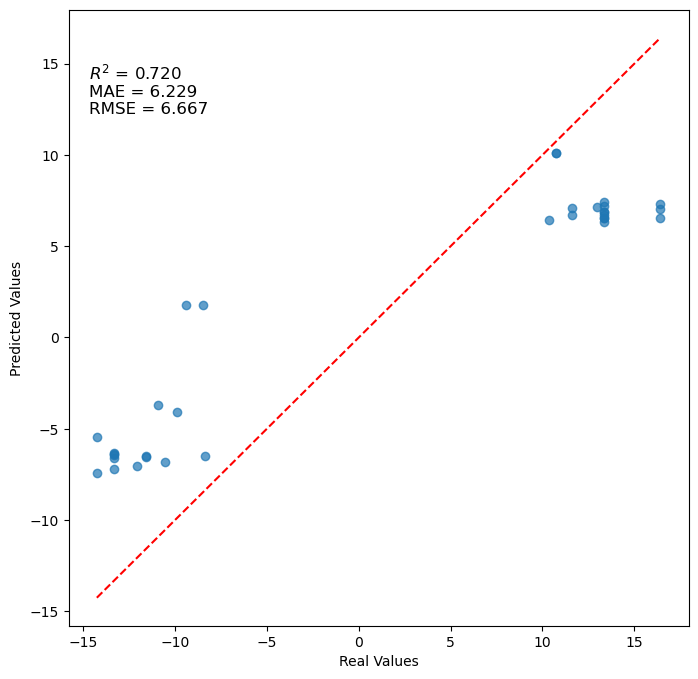 R² = 0.720
MAE = 6.229
RMSE = 6.667
Predicted Values
15
10
5
0
−5
−10
−15
−15
−10
−5
0
5
10
15
Real Values